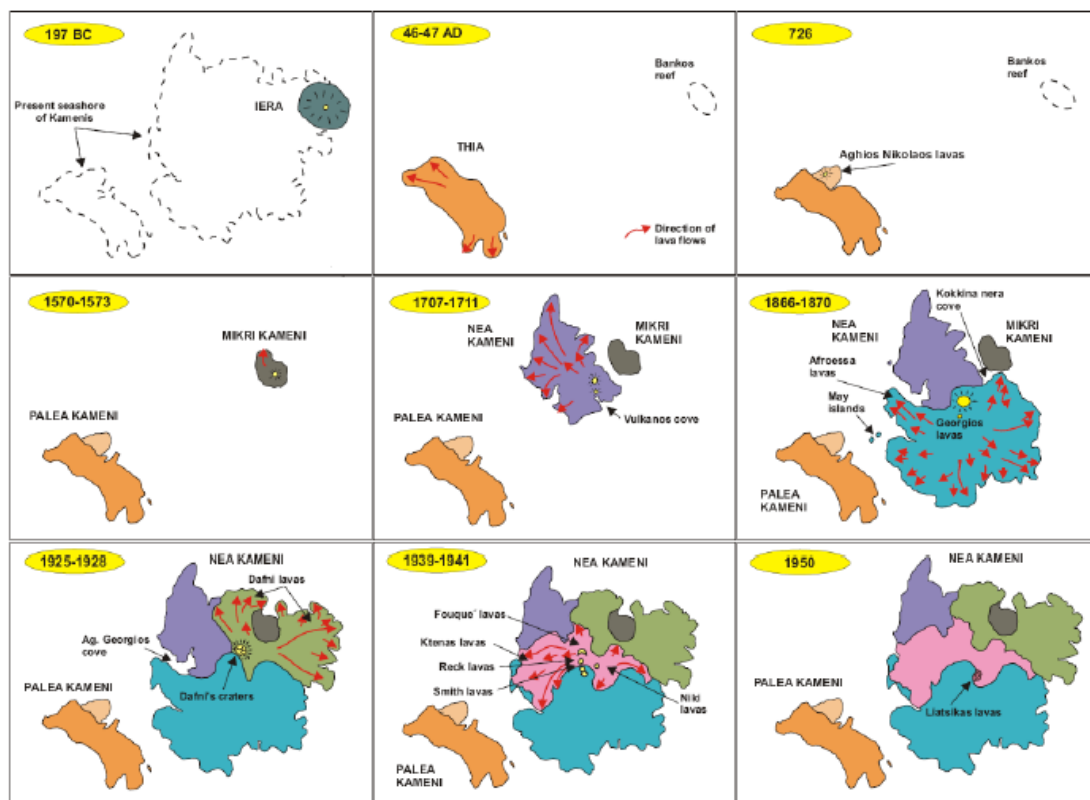 197 BC
Present seashore
of Kamenis
IERA
46-47 AD
Bankos
reef
THIA
Direction of
lava flows
726
Bankos
reef
Aghios Nikolaos lavas
1570-1573
MIKRI KAMENI
PALEA KAMENI
1707-1711
NEA
KAMENI
MIKRI
KAMENI
PALEA KAMENI
Vulkanos cove
1866-1870
Kokkina nera
cove
NEA
KAMENI
MIKRI
KAMENI
Afroessa
lavas
May
islands
Georgios
lavas
PALEA
KAMENI
1925-1928
NEA KAMENI
Dafni lavas
Ag. Georgios
cove
PALEA KAMENI
Dafni's craters
1939-1941
NEA KAMENI
Fouque´ lavas
Ktenas lavas
Reck lavas
Smith lavas
Niki
lavas
PALEA
KAMENI
1950
NEA KAMENI
PALEA KAMENI
Liatsikas lavas